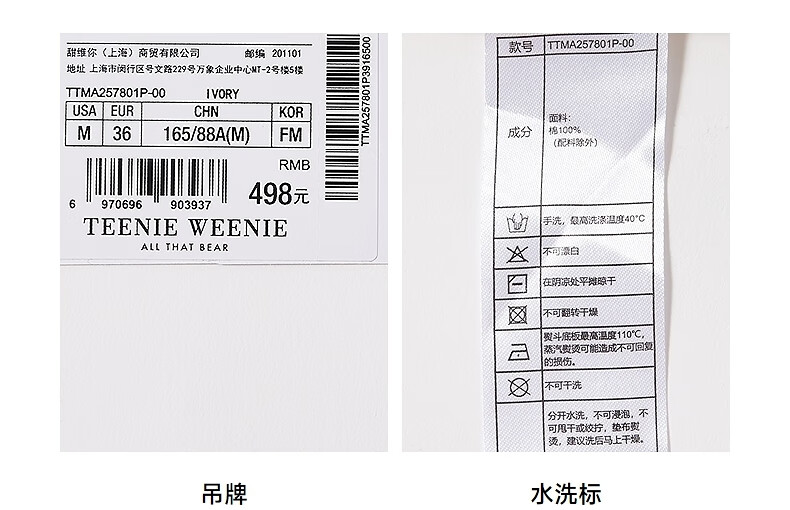 甜维你（上海）商贸有限公司 邮编 201101
地址 上海市闵行区号文路229号万象企业中心MT-2号楼5楼
TTMA257801P-00 IVORY
USA EUR CHN KOR
M 36 165/88A(M) FM
RMB
498元
6 970696 903937
TEENIE WEENIE
ALL THAT BEAR
TTMA257801P3916500
吊牌
款号 TTMA257801P-00
成分
面料:
棉100%
（配料除外）
手洗，最高洗涤温度40°C
不可漂白
在阴凉处平摊晾干
不可翻转干燥
熨斗底板最高温度110℃,
蒸汽熨烫可能造成不可回复
的损伤。
不可干洗
分开水洗，不可浸泡，不
可甩干或绞拧，垫布熨
烫，建议洗后马上干燥。
水洗标